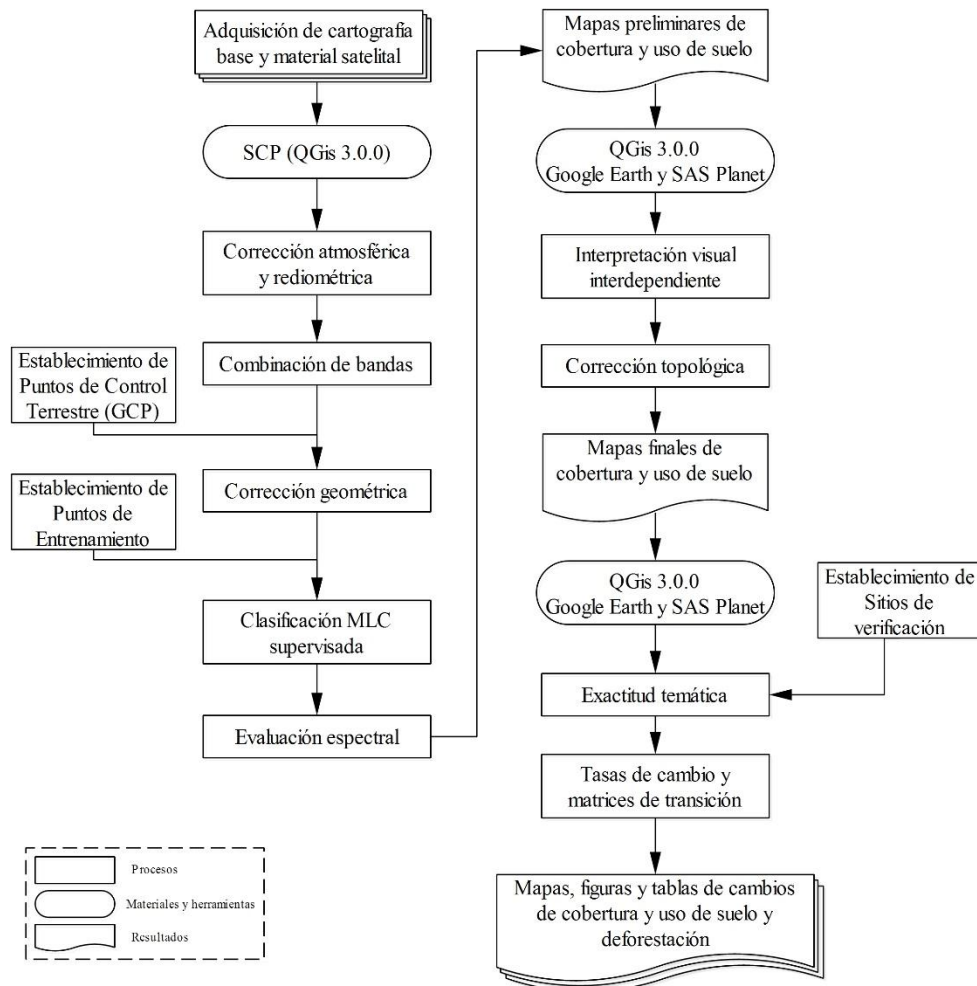 Adquisición de cartografía
base y material satelital
SCP (QGis 3.0.0)
Corrección atmosférica
y rediométrica
Combinación de bandas
Establecimiento de
Puntos de Control
Terrestre (GCP)
Corrección geométrica
Establecimiento de
Puntos de
Entrenamiento
Clasificación MLC
supervisada
Evaluación espectral
Mapas preliminares de
cobertura y uso de suelo
QGis 3.0.0
Google Earth y SAS Planet
Interpretación visual
interdependiente
Corrección topológica
Mapas finales de
cobertura y uso de suelo
QGis 3.0.0
Google Earth y SAS Planet
Establecimiento de
Sitios de
verificación
Exactitud temática
Tasas de cambio y
matrices de transición
Mapas, figuras y tablas de cambios
de cobertura y uso de suelo y
deforestación
Procesos
Materiales y herramientas
Resultados